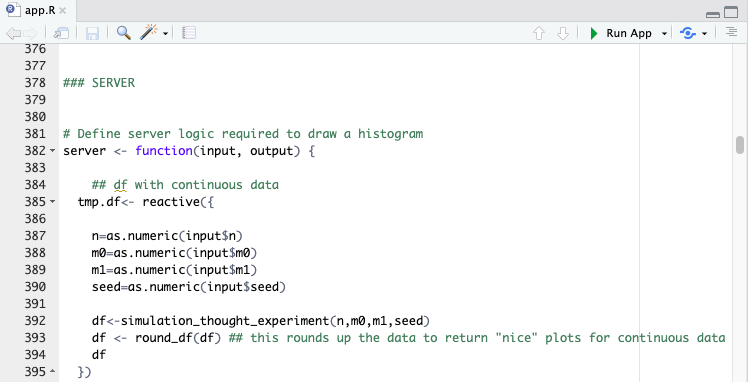 app.R
Run App
376
377
378 ### SERVER
379
380
381 # Define server logic required to draw a histogram
382 server <- function(input, output) {
383
384 ## df with continuous data
385 tmp.df<- reactive({
386
387 n=as.numeric(input$n)
388 m0=as.numeric(input$m0)
389 m1=as.numeric(input$m1)
390 seed=as.numeric(input$seed)
391
392 df<-simulation_thought_experiment(n,m0,m1,seed)
393 df <- round_df(df) ## this rounds up the data to return "nice" plots for continuous data
394 df
395 })